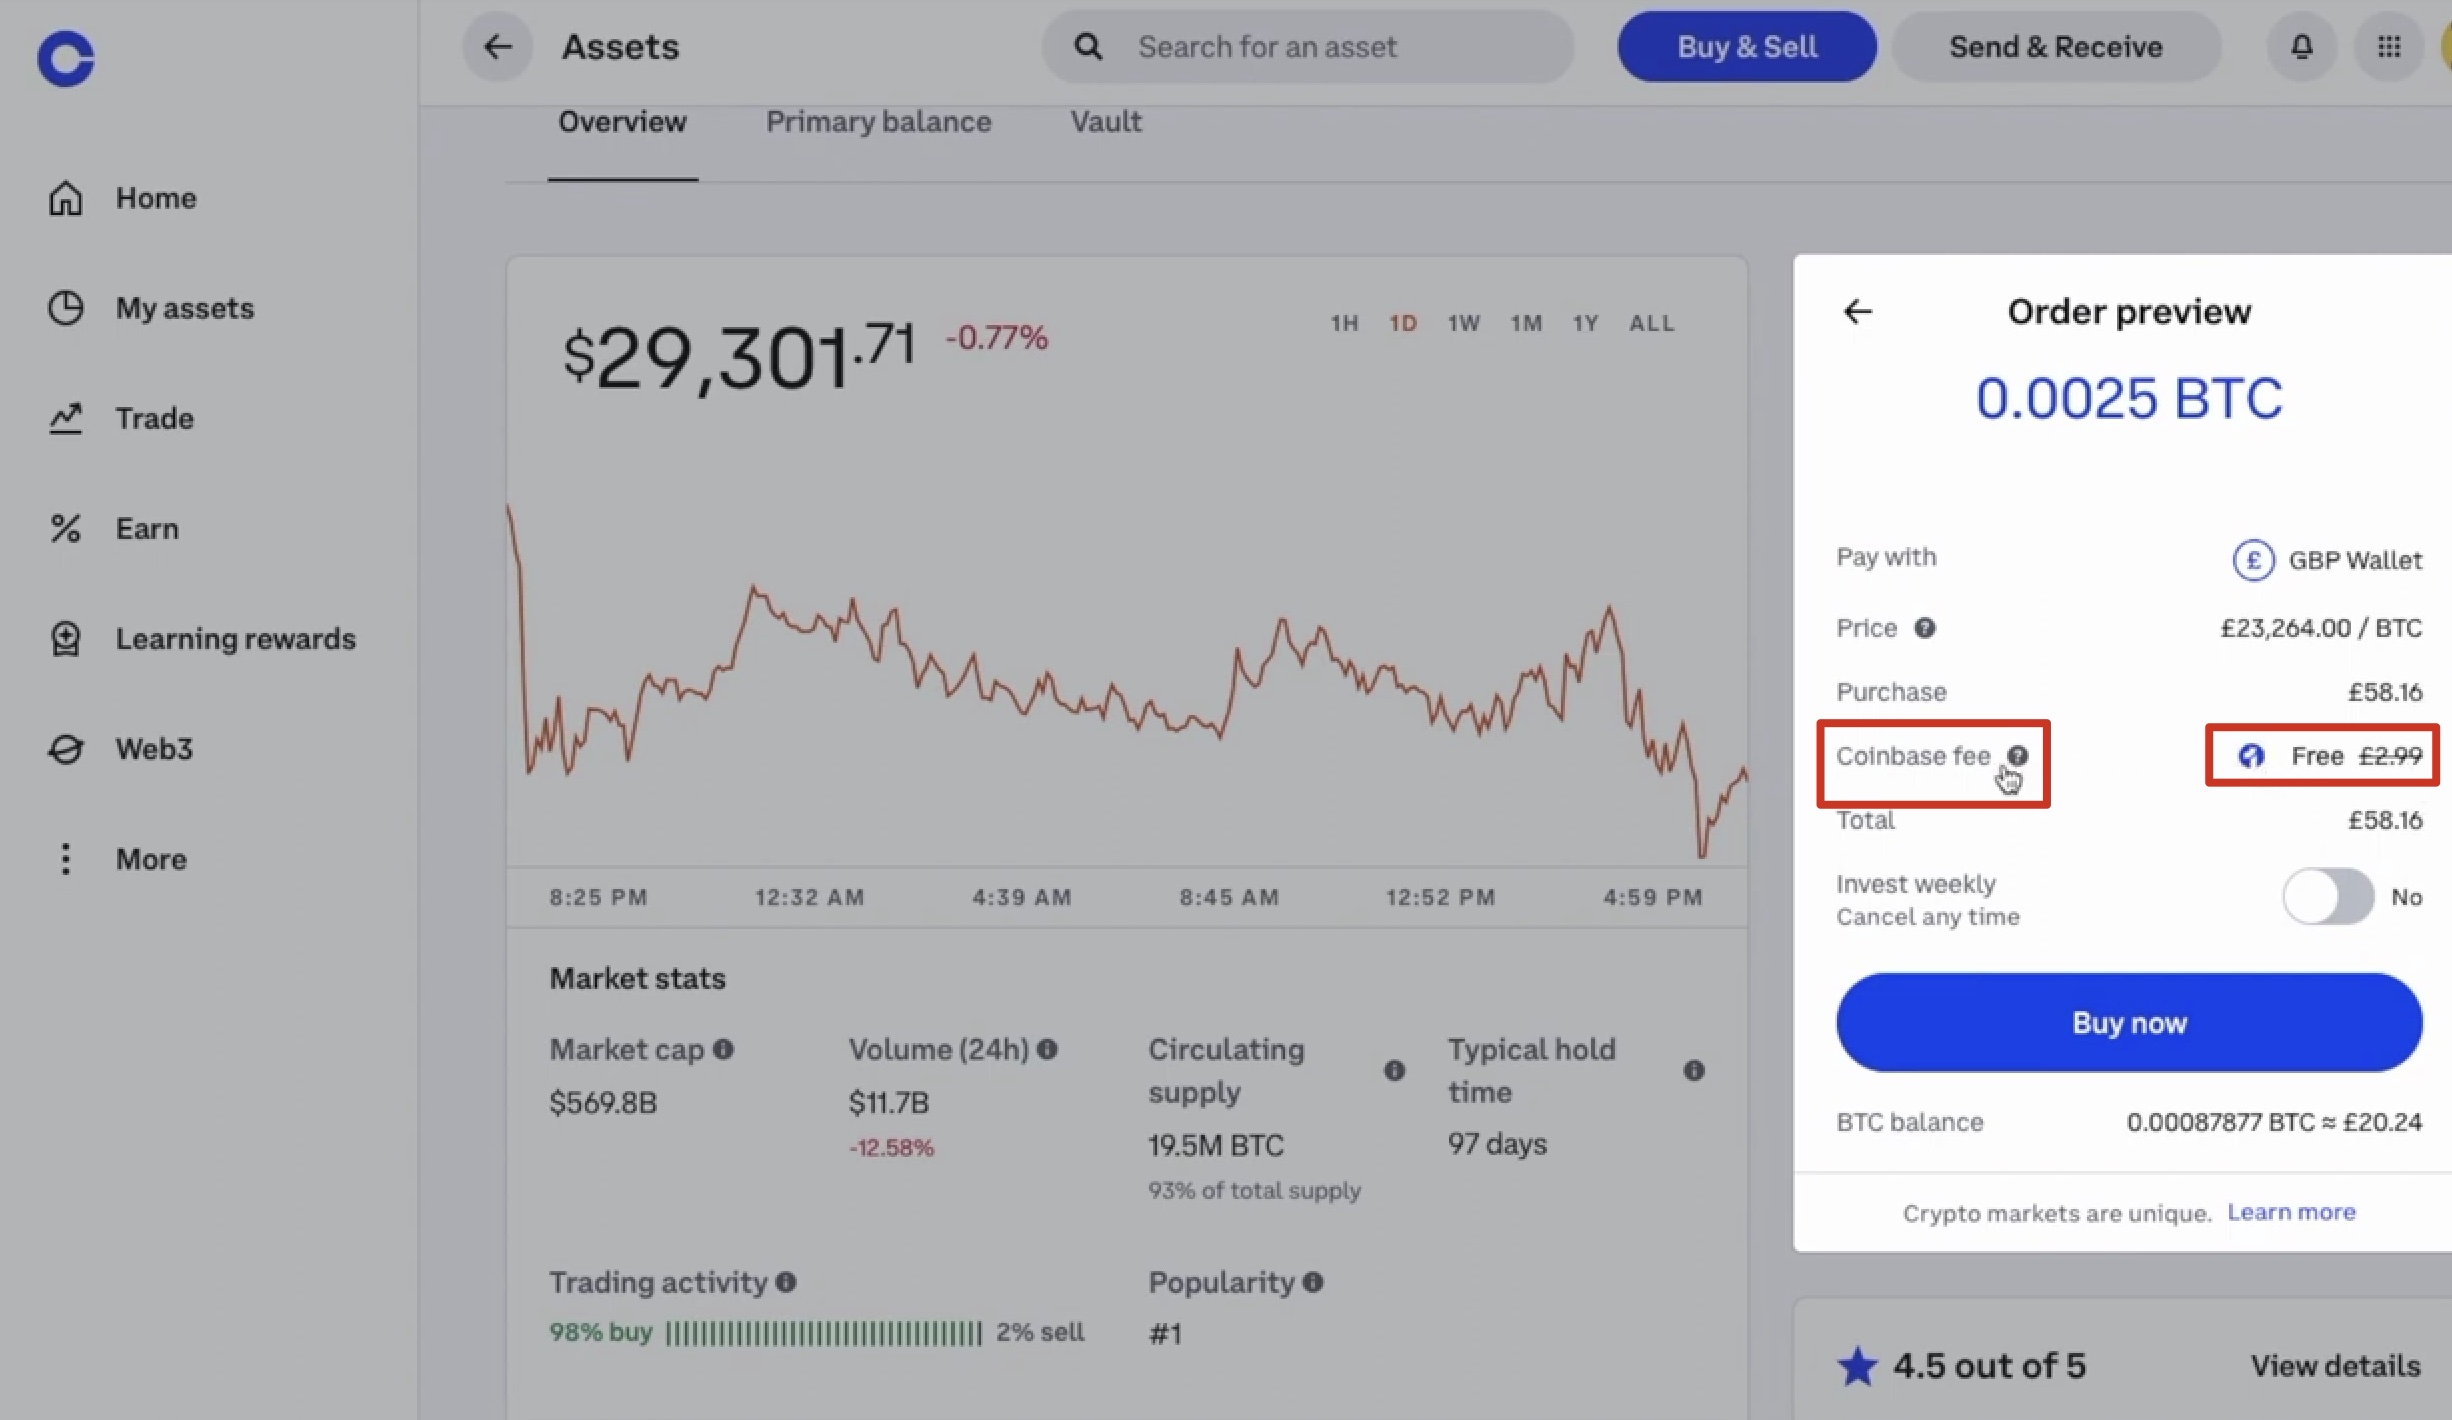 Assets
Search for an asset
Buy & Sell
Send & Receive
Overview
Primary balance
Vault
Home
My assets
Trade
Earn
Learning rewards
Web3
More
$29,301.71 -0.77%
1H 1D 1W 1M 1Y ALL
8:25 PM 12:32 AM 4:39 AM 8:45 AM 12:52 PM 4:59 PM
Market stats
Market cap
$569.8B
Volume (24h)
$11.7B
-12.58%
Circulating
supply
19.5M BTC
93% of total supply
Typical hold
time
97 days
Trading activity
98% buy 2% sell
Popularity
#1
Order preview
0.0025 BTC
Pay with £ GBP Wallet
Price £23,264.00 / BTC
Purchase £58.16
Coinbase fee Free £2.99
Total £58.16
Invest weekly
Cancel any time
No
Buy now
BTC balance 0.00087877 BTC ≈ £20.24
Crypto markets are unique. Learn more
4.5 out of 5 View details